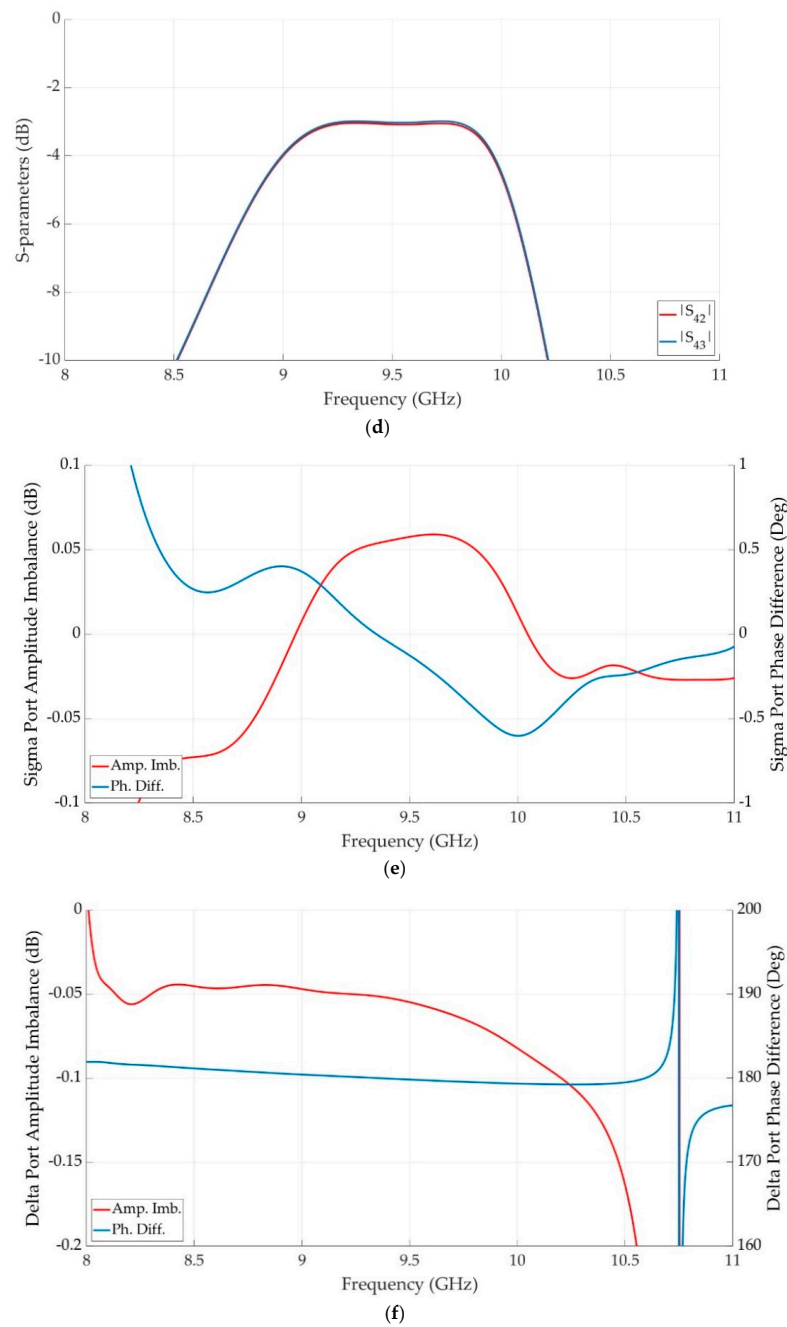 0
-2
-4
-6
-8
-10
S-parameters (dB)
|S42|
|S43|
8 8.5 9 9.5 10 10.5 11
Frequency (GHz)
(d)
0.1
0.05
0
-0.05
-0.1
Sigma Port Amplitude Imbalance (dB)
1
0.5
0
-0.5
-1
Sigma Port Phase Difference (Deg)
Amp. Imb.
Ph. Diff.
8 8.5 9 9.5 10 10.5 11
Frequency (GHz)
(e)
0
-0.05
-0.1
-0.15
-0.2
Delta Port Amplitude Imbalance (dB)
200
190
180
170
160
Delta Port Phase Difference (Deg)
Amp. Imb.
Ph. Diff.
8 8.5 9 9.5 10 10.5 11
Frequency (GHz)
(f)